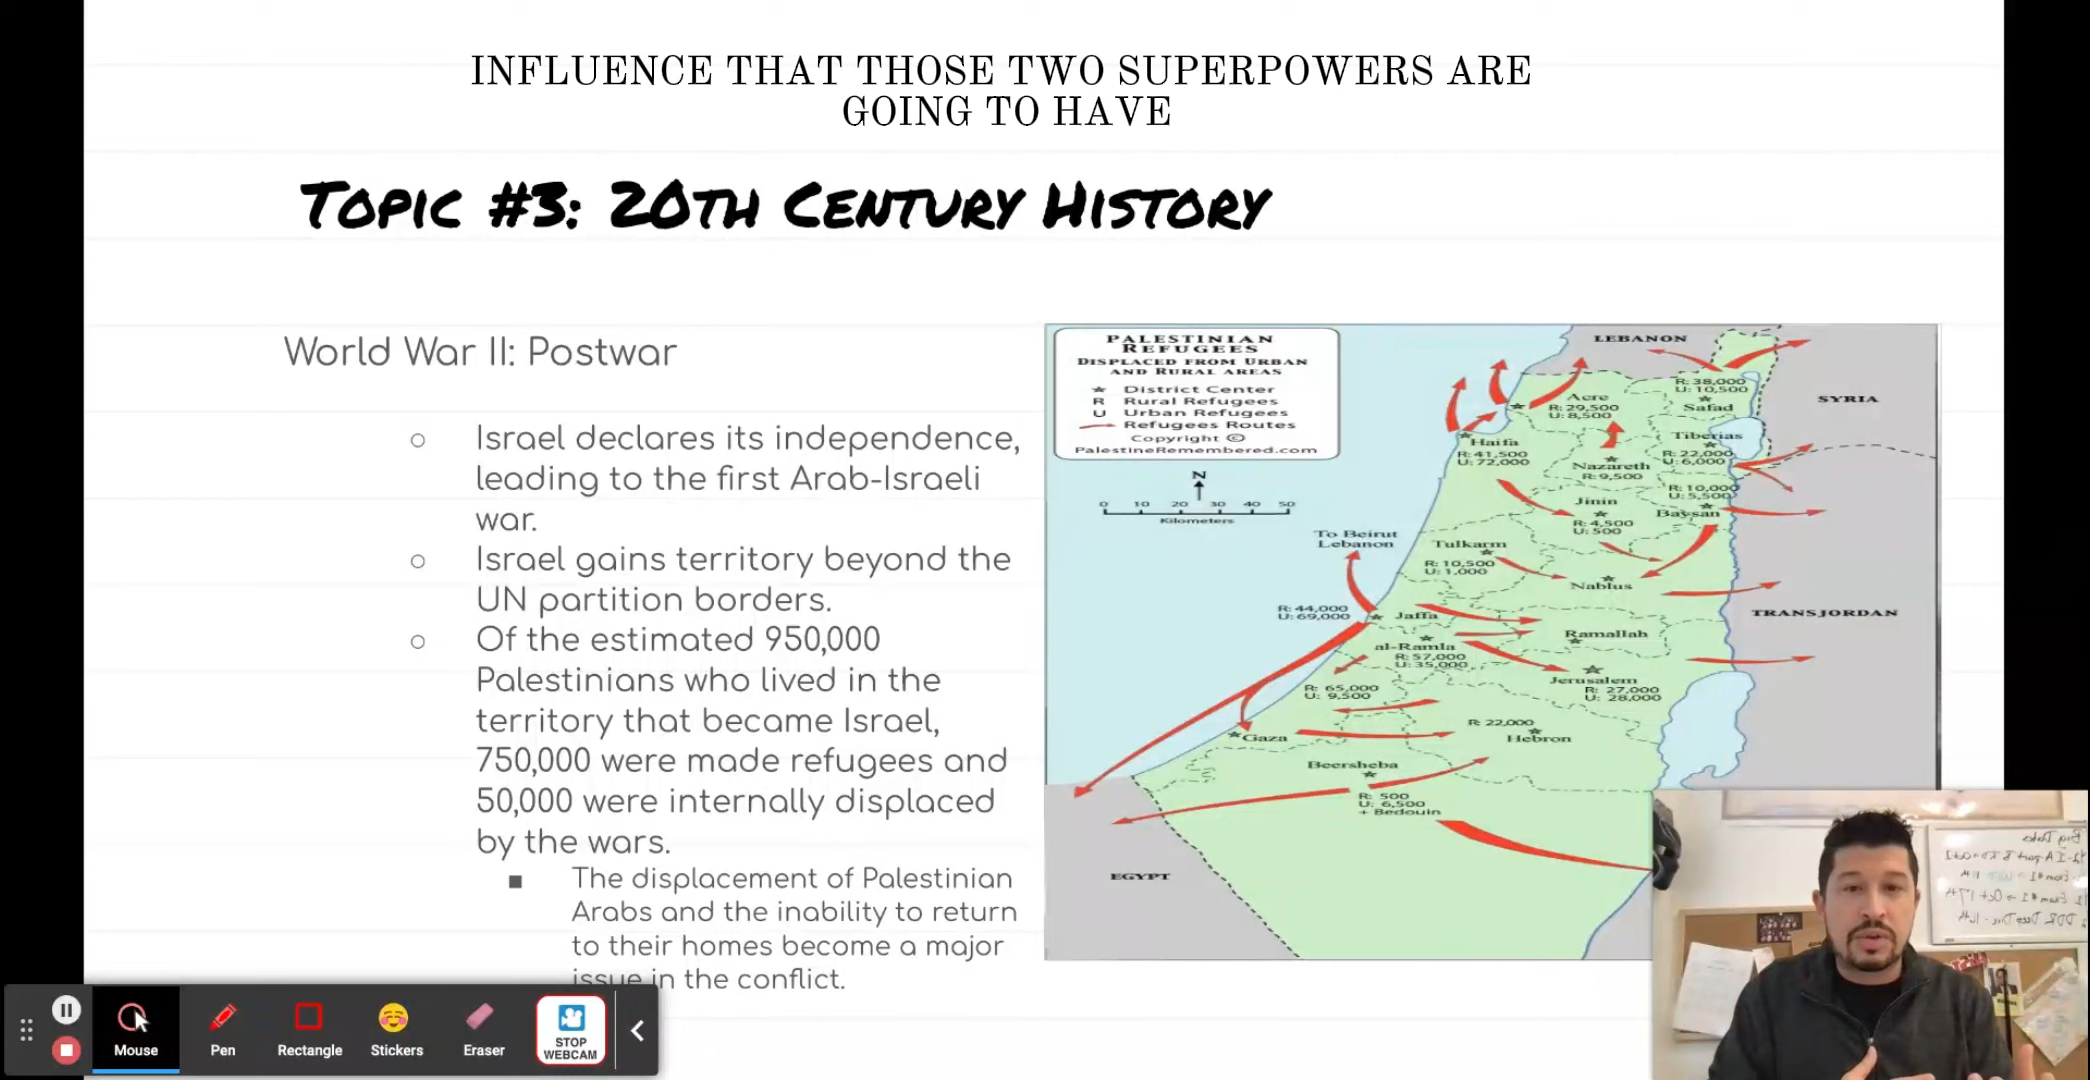 INFLUENCE THAT THOSE TWO SUPERPOWERS ARE
GOING TO HAVE
TOPIC #3: 20TH CENTURY HISTORY
World War II: Postwar
Israel declares its independence,
leading to the first Arab-Israeli
war.
Israel gains territory beyond the
UN partition borders.
Of the estimated 950,000
Palestinians who lived in the
territory that became Israel,
750,000 were made refugees and
50,000 were internally displaced
by the wars.
The displacement of Palestinian
Arabs and the inability to return
to their homes become a major
issue in the conflict.
PALESTINIAN
REFUGEES
DISPLACED FROM URBAN
AND RURAL AREAS
District Center
R Rural Refugees
U Urban Refugees
Refugees Routes
Copyright ©
PalestineRemembered.com
N
0 10 20 30 40 50
Kilometers
LEBANON
SYRIA
TRANSJORDAN
EGYPT
R: 38,000
U: 10,500
Safad
Acre
R: 29,500
U: 8,500
Haifa
R: 41,500
U: 72,000
Tiberias
R: 22,000
U: 6,000
Nazareth
R: 9,500
R: 10,000
U: 5,500
Baysan
Jinin
R: 4,500
U: 500
To Beirut
Lebanon
Tulkarm
R: 10,500
U: 1,000
Nablus
R: 44,000
U: 69,000
Jaffa
Ramallah
al-Ramla
R: 57,000
U: 35,000
Jerusalem
R: 27,000
U: 28,000
R: 65,000
U: 9,500
Gaza
R: 22,000
Hebron
Beersheba
R: 500
U: 6,500
+ Bedouin
Mouse
Pen
Rectangle
Stickers
Eraser
STOP
WEBCAM